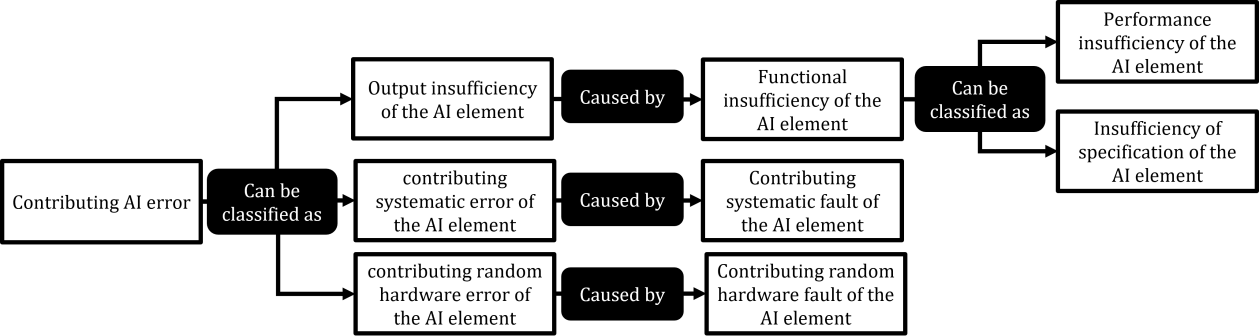 Contributing AI error
Can be
classified as
Output insufficiency
of the AI element
Caused by
Functional
insufficiency of the
AI element
Can be
classified as
Performance
insufficiency of the
AI element
Insufficiency of
specification of the
AI element
contributing
systematic error of
the AI element
Caused by
Contributing
systematic fault of
the AI element
contributing random
hardware error of
the AI element
Caused by
Contributing random
hardware fault of the
AI element